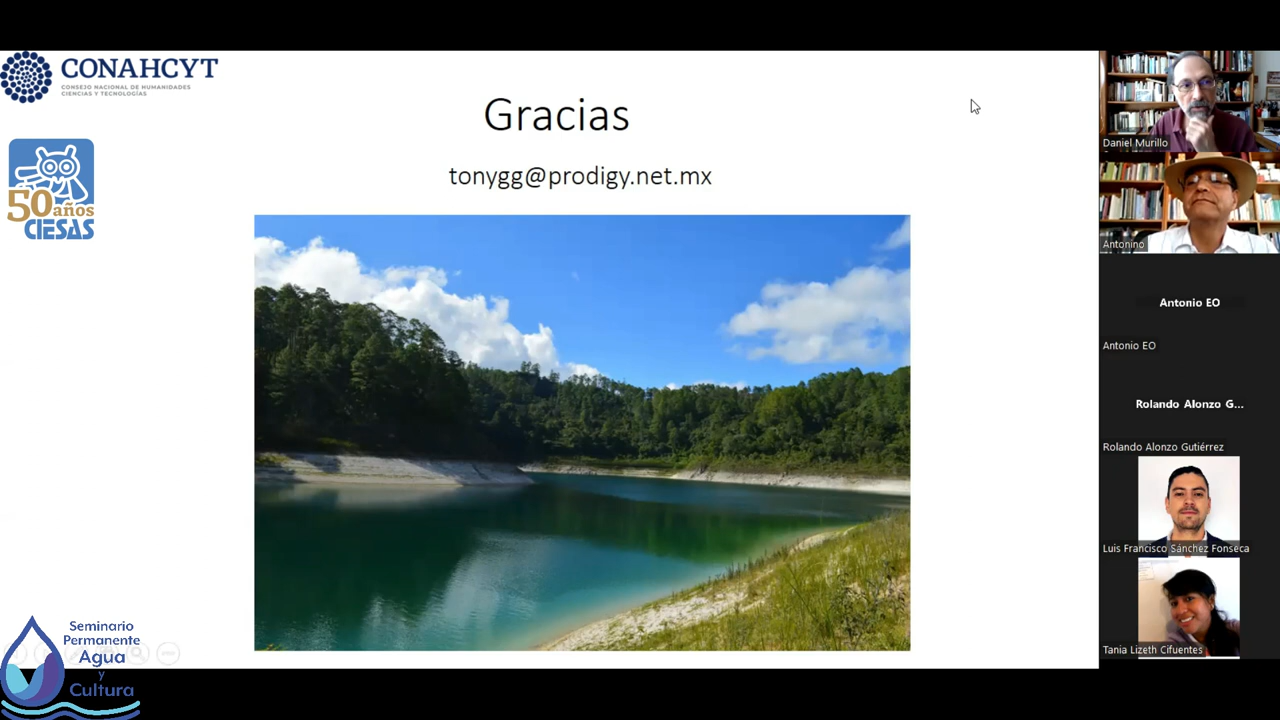 CONAHCYT
CONSEJO NACIONAL DE HUMANIDADES
CIENCIAS Y TECNOLOGÍAS
50 años
CIESAS
Gracias
tonygg@prodigy.net.mx
Seminario
Permanente
Agua
y
Cultura
Daniel Murillo
Antonino
Antonio EO
Antonio EO
Rolando Alonzo G...
Rolando Alonzo Gutiérrez
Luis Francisco Sánchez Fonseca
Tania Lizeth Cifuentes